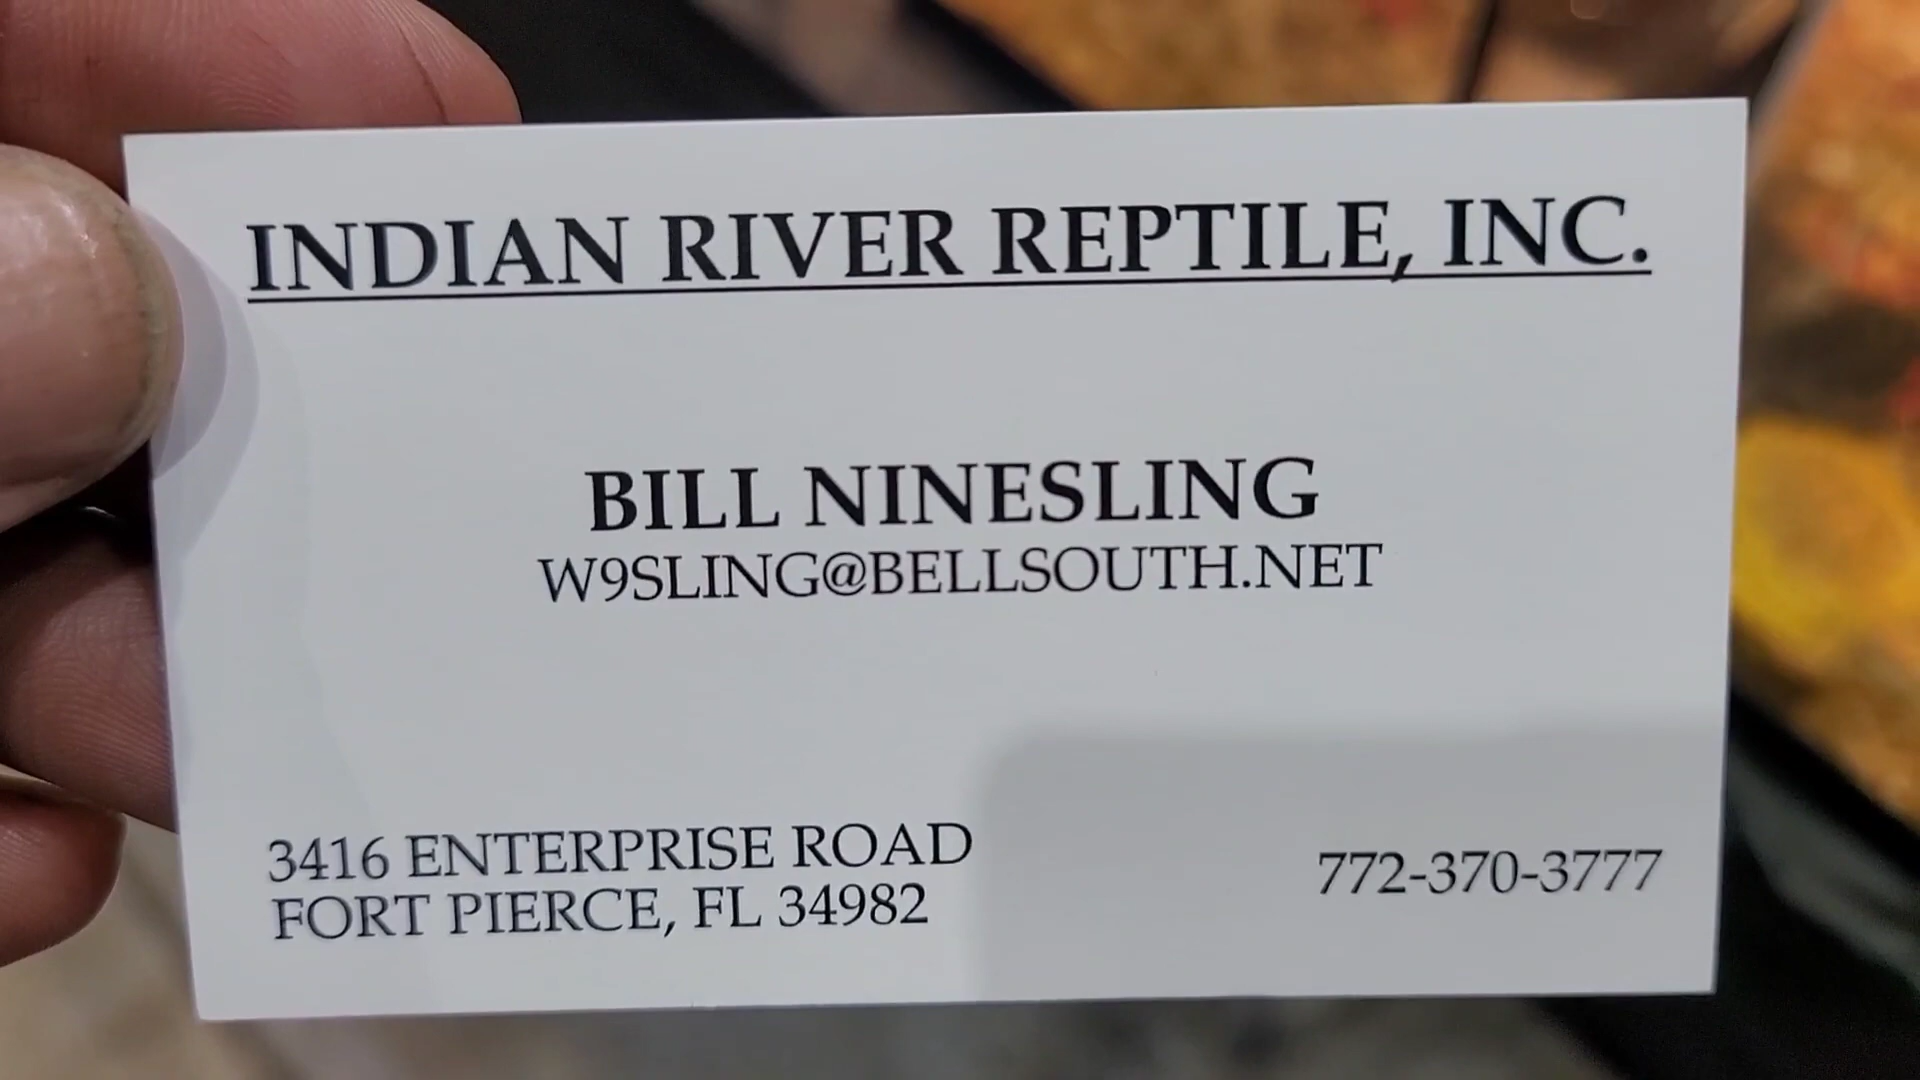 INDIAN RIVER REPTILE, INC.
BILL NINESLING
W9SLING@BELLSOUTH.NET
3416 ENTERPRISE ROAD
FORT PIERCE, FL 34982
772-370-3777